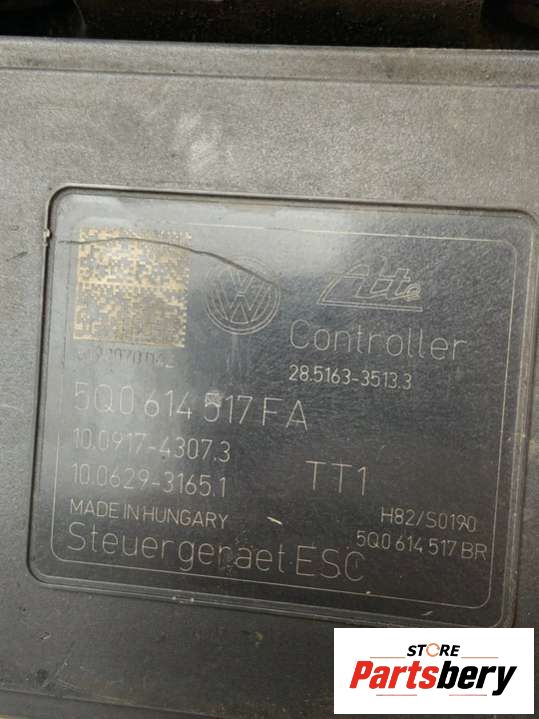 Ate
Controller
28.5163-3513.3
5Q0 614 517 FA
10.0917-4307.3
10.0629-3165.1
TT1
MADE IN HUNGARY
H82/S0190
5Q0 614 517 BR
Steuergeraet ESC
STORE
Partsbery